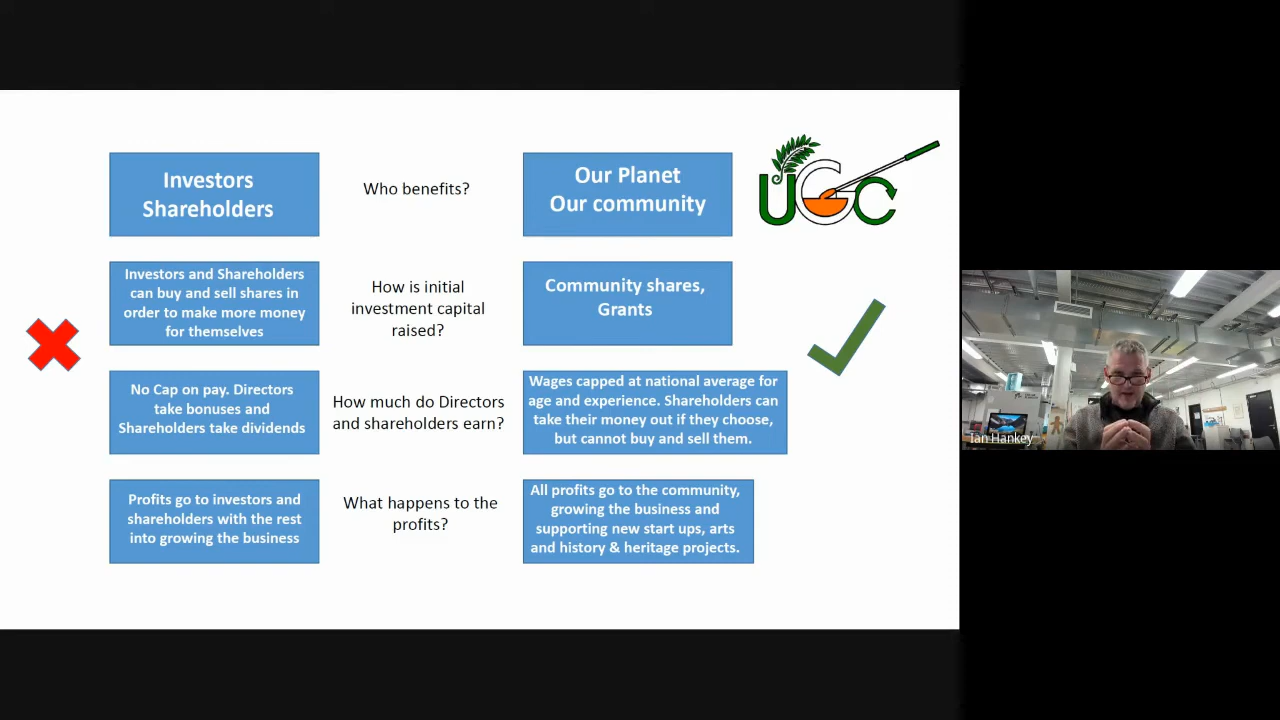 Investors
Shareholders
Who benefits?
Our Planet
Our community
UGC
Investors and Shareholders
can buy and sell shares in
order to make more money
for themselves
How is initial
investment capital
raised?
Community shares,
Grants
No Cap on pay. Directors
take bonuses and
Shareholders take dividends
How much do Directors
and shareholders earn?
Wages capped at national average for
age and experience. Shareholders can
take their money out if they choose,
but cannot buy and sell them.
Profits go to investors and
shareholders with the rest
into growing the business
What happens to the
profits?
All profits go to the community,
growing the business and
supporting new start ups, arts
and history & heritage projects.
Ian Hankey